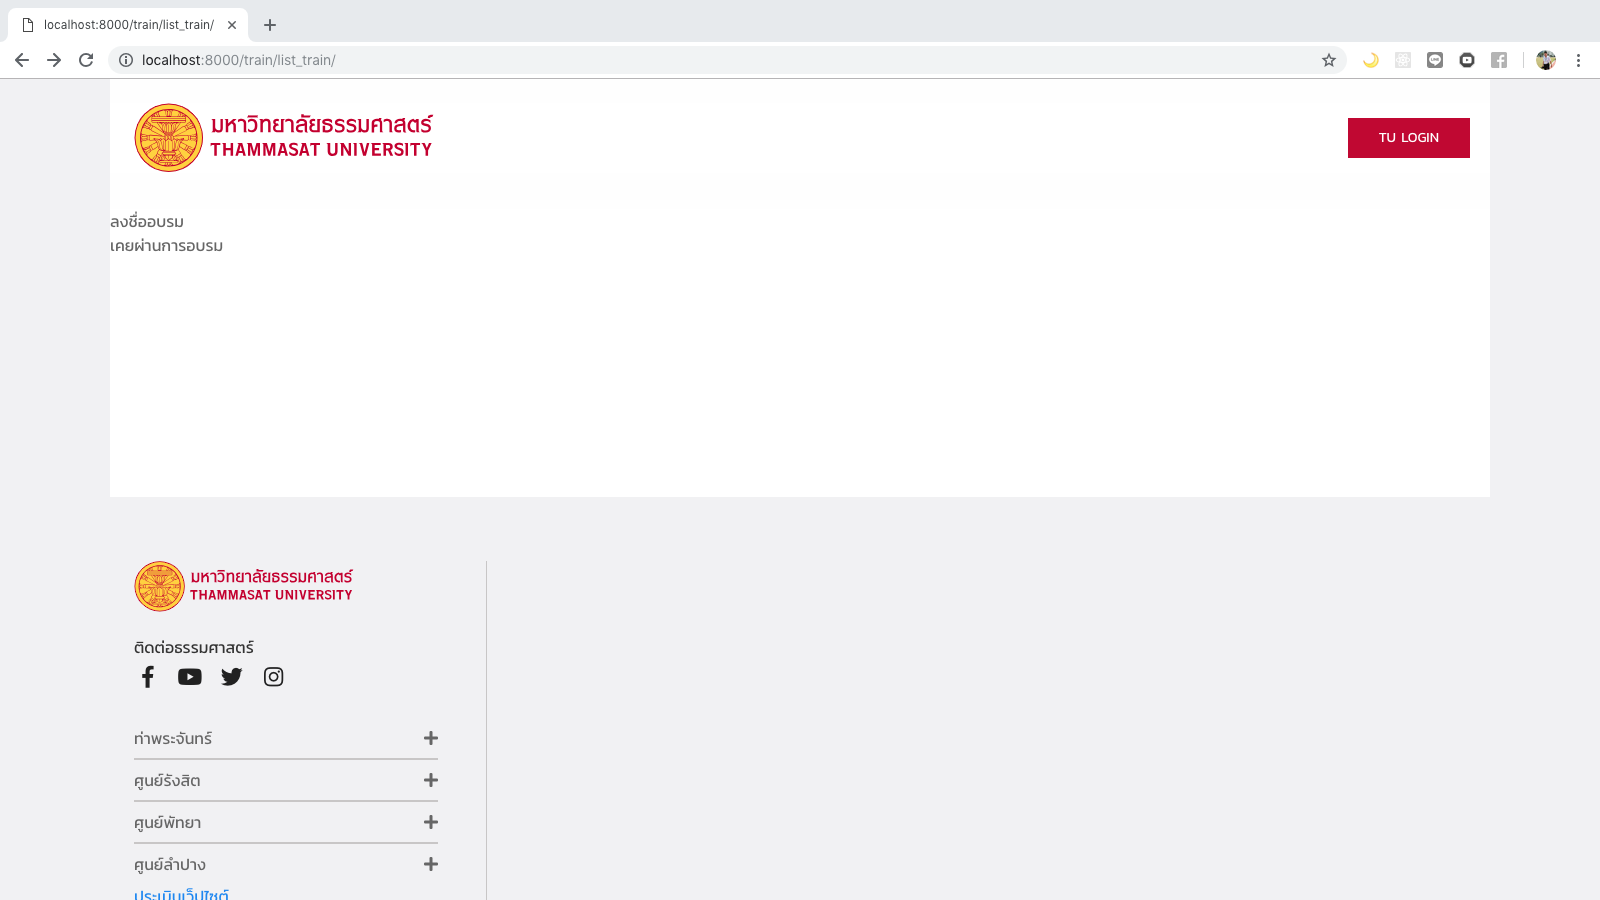 localhost:8000/train/list_train/
localhost:8000/train/list_train/
มหาวิทยาลัยธรรมศาสตร์
THAMMASAT UNIVERSITY
TU LOGIN
ลงชื่ออบรม
เคยผ่านการอบรม
มหาวิทยาลัยธรรมศาสตร์
THAMMASAT UNIVERSITY
ติดต่อธรรมศาสตร์
ท่าพระจันทร์
ศูนย์รังสิต
ศูนย์พัทยา
ศูนย์ลำปาง
ประเมินเว็ปไซต์